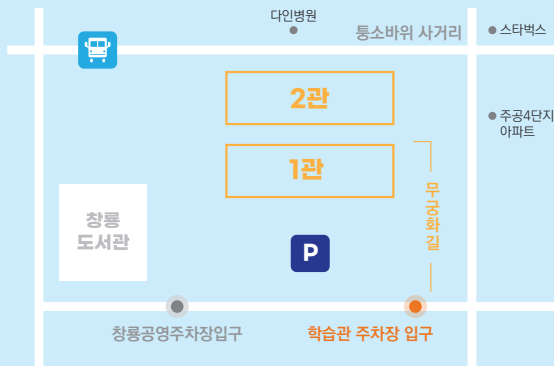 다인병원
퉁소바위 사거리
스타벅스
2관
주공4단지
아파트
1관
무궁화길
창룡
도서관
P
창룡공영주차장입구
학습관 주차장 입구